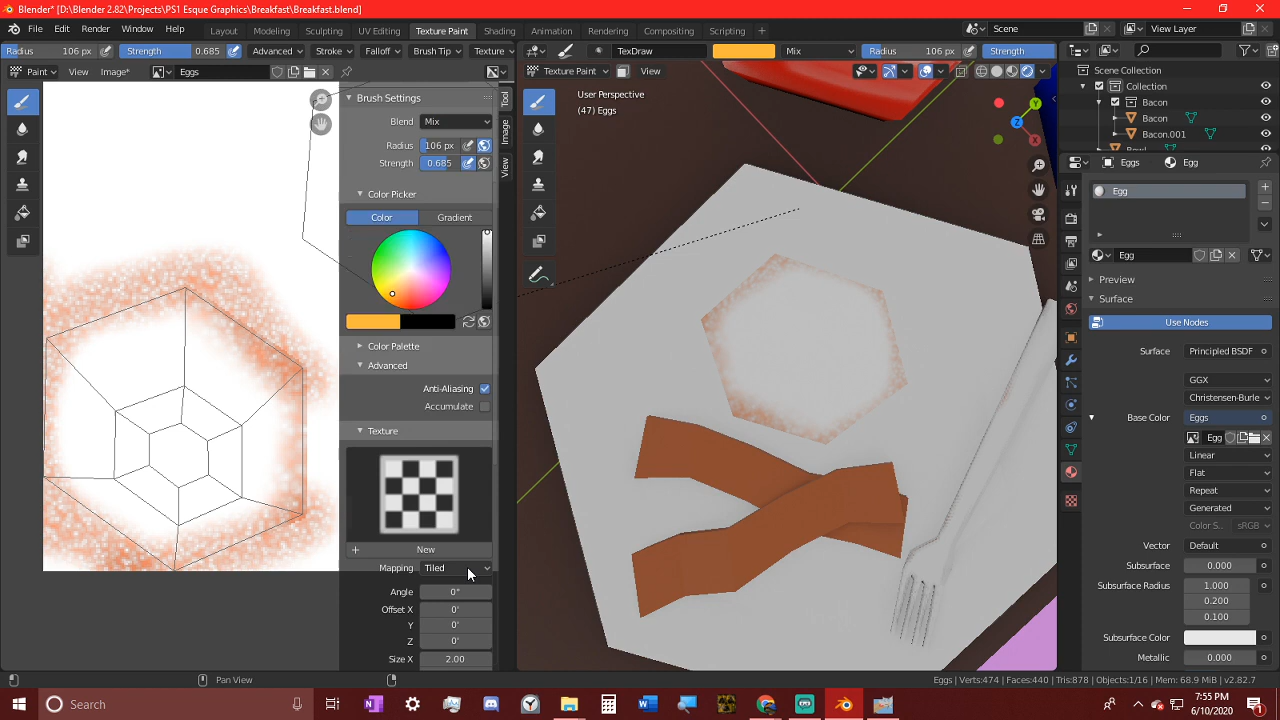 Blender* [D:\Blender 2.82\Projects\PS1 Esque Graphics\Breakfast\Breakfast.blend]
File Edit Render Window Help Layout Modeling Sculpting UV Editing Texture Paint Shading Animation Rendering Compositing Scripting + Scene View Layer
Radius 106 px Strength 0.685 Advanced Stroke Falloff Brush Tip Texture TexDraw Mix Radius 106 px Strength
Paint View Image* Eggs Texture Paint View
Scene Collection
Collection
Bacon
Bacon
Bacon.001
User Perspective
(47) Eggs
Tool
Image
View
Brush Settings
Blend Mix
Radius 106 px
Strength 0.685
Color Picker
Color Gradient
Color Palette
Advanced
Anti-Aliasing
Accumulate
Texture
+ New
Mapping Tiled
Angle 0°
Offset X 0'
Y 0'
Z 0'
Size X 2.00
Eggs Egg
Egg
Egg
Preview
Surface
Use Nodes
Surface Principled BSDF
GGX
Christensen-Burle
Base Color Eggs
Egg
Linear
Flat
Repeat
Generated
Color S... sRGB
Vector Default
Subsurface 0.000
Subsurface Radius 1.000
0.200
0.100
Subsurface Color
Metallic 0.000
Pan View
Eggs | Verts:474 | Faces:440 | Tris:878 | Objects:1/16 | Mem: 68.9 MiB | v2.82.7
Search
7:55 PM
6/10/2020